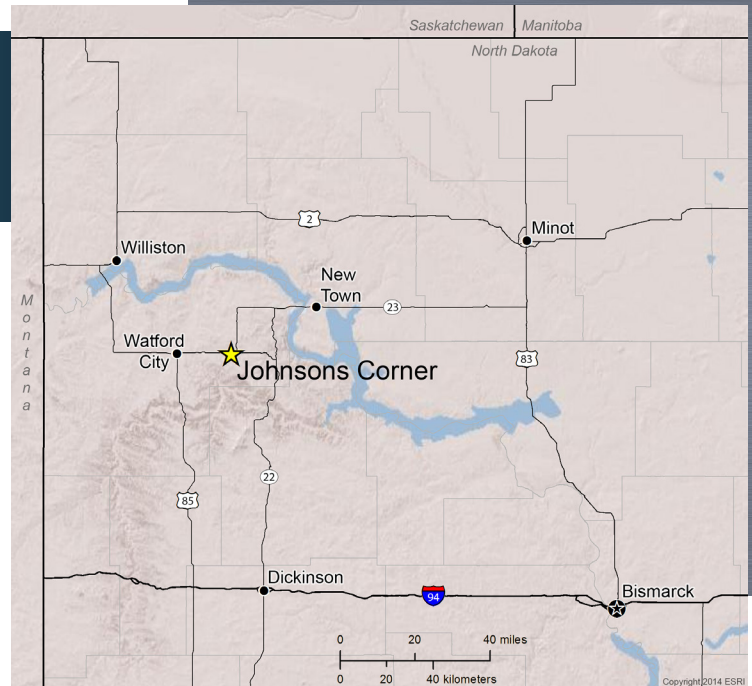 Saskatchewan
Manitoba
North Dakota
2
Minot
Williston
New
Town
23
Montana
Watford
City
Johnsons Corner
83
22
85
Dickinson
94
Bismarck
0 20 40 miles
0 20 40 kilometers
Copyright,2014 ESRI